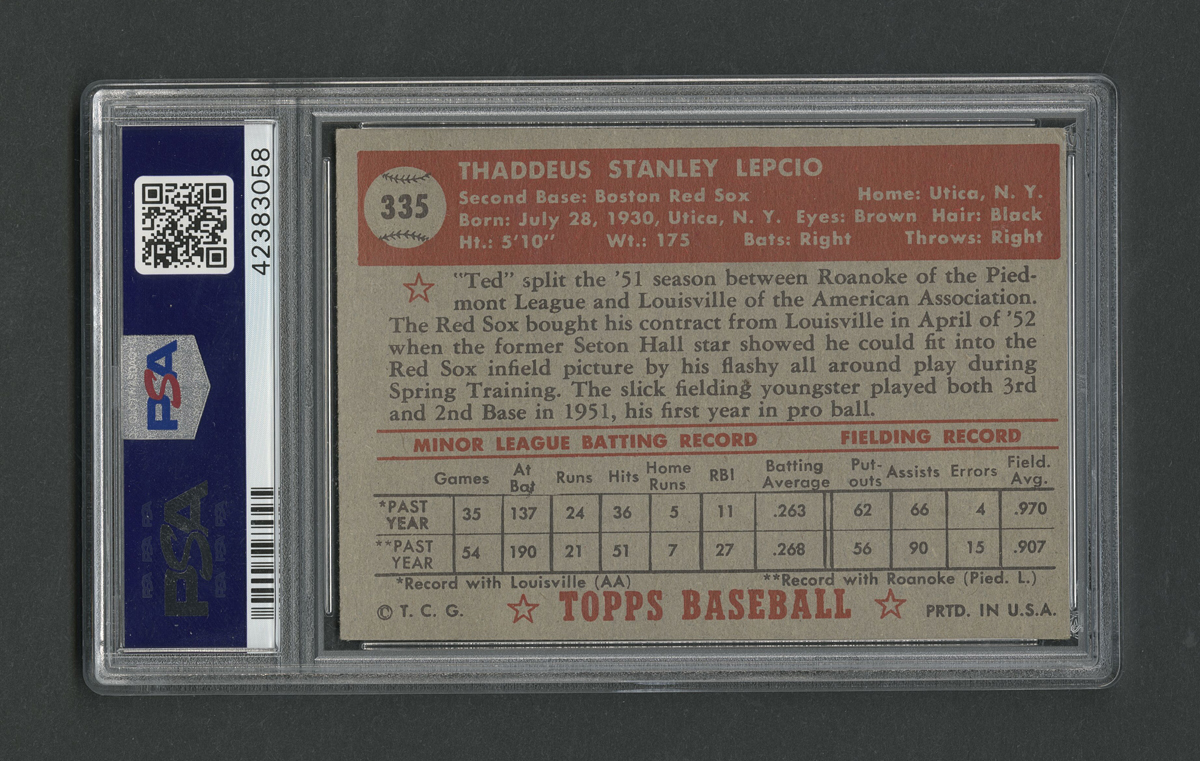 42383058
SECUREPASADAGS
PSA
PSA
335
THADDEUS STANLEY LEPCIO
Second Base: Boston Red Sox Home: Utica, N. Y.
Born: July 28, 1930, Utica, N. Y. Eyes: Brown Hair: Black
Ht.: 5'10" Wt.: 175 Bats: Right Throws: Right
"Ted" split the '51 season between Roanoke of the Pied-
mont League and Louisville of the American Association.
The Red Sox bought his contract from Louisville in April of '52
when the former Seton Hall star showed he could fit into the
Red Sox infield picture by his flashy all around play during
Spring Training. The slick fielding youngster played both 3rd
and 2nd Base in 1951, his first year in pro ball.
MINOR LEAGUE BATTING RECORD FIELDING RECORD
Games At Bat Runs Hits Home Runs RBI Batting Average Put-outs Assists Errors Field. Avg.
*PAST YEAR 35 137 24 36 5 11 .263 62 66 4 .970
**PAST YEAR 54 190 21 51 7 27 .268 56 90 15 .907
*Record with Louisville (AA) **Record with Roanoke (Pied. L.)
© T. C. G. TOPPS BASEBALL PRTD. IN U.S.A.